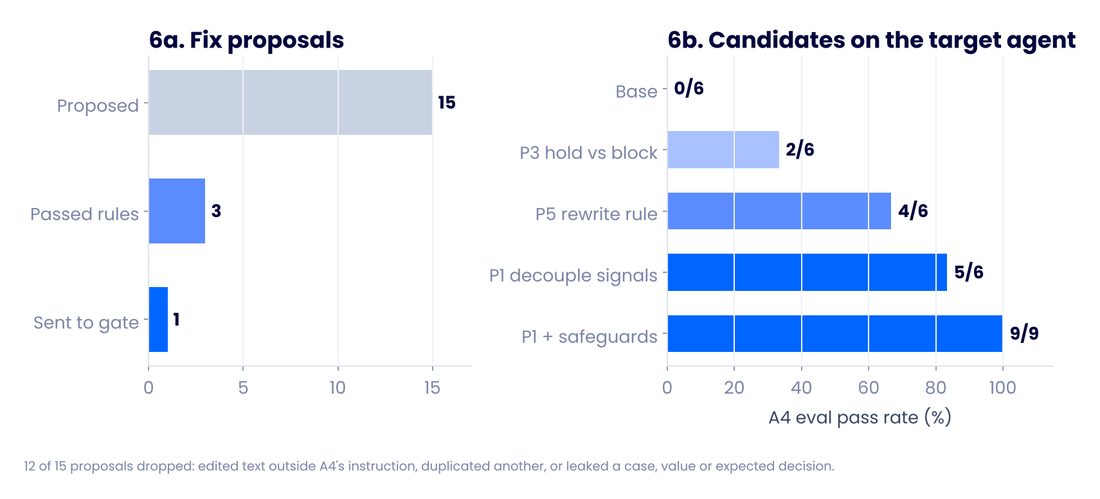 6a. Fix proposals
Proposed
15
Passed rules
3
Sent to gate
1
0 5 10 15
6b. Candidates on the target agent
Base
0/6
P3 hold vs block
2/6
P5 rewrite rule
4/6
P1 decouple signals
5/6
P1 + safeguards
9/9
0 20 40 60 80 100
A4 eval pass rate (%)
12 of 15 proposals dropped: edited text outside A4's instruction, duplicated another, or leaked a case, value or expected decision.